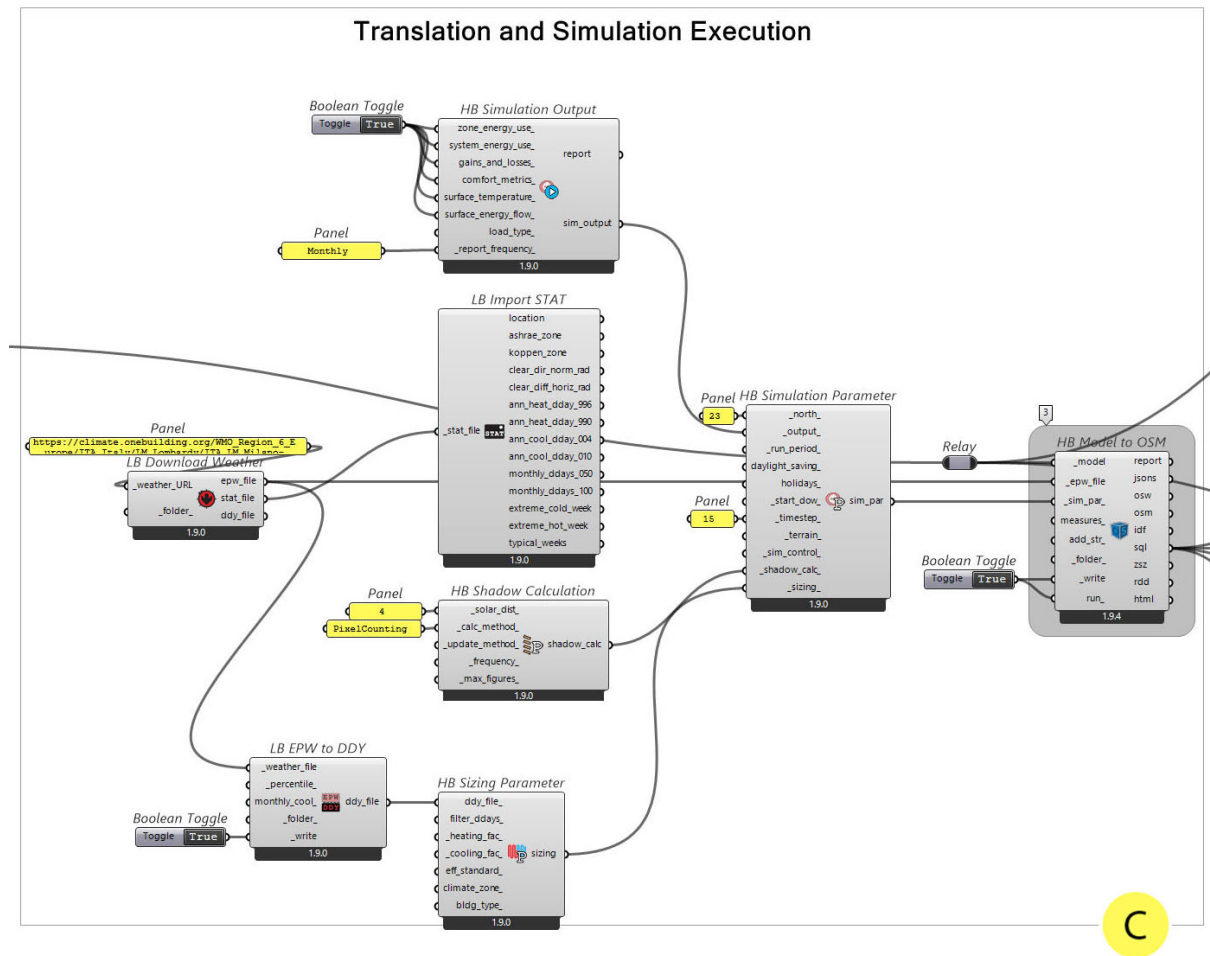 Translation and Simulation Execution
Boolean Toggle
Toggle True
HB Simulation Output
zone_energy_use_
system_energy_use_
gains_and_losses_
comfort_metrics_
surface_temperature_
surface_energy_flow_
load_type_
_report_frequency_
report
sim_output
1.9.0
Panel
Monthly
LB Import STAT
_stat_file
STAT
location
ashrae_zone
koppen_zone
clear_dir_norm_rad
clear_diff_horiz_rad
ann_heat_dday_996
ann_heat_dday_990
ann_cool_dday_004
ann_cool_dday_010
monthly_ddays_050
monthly_ddays_100
extreme_cold_week
extreme_hot_week
typical_weeks
1.9.0
Panel
https://climate.onebuilding.org/WMO_Region_6_E
urope/ITA_Italy/LM_Lombardy/ITA_LM_Milano-
LB Download Weather
_weather_URL
_folder_
epw_file
stat_file
ddy_file
1.9.0
Panel
23
HB Simulation Parameter
_north_
_output_
_run_period_
daylight_saving_
holidays_
_start_dow_
_timestep_
_terrain_
_sim_control_
_shadow_calc_
_sizing_
sim_par
1.9.0
Panel
15
Relay
3
HB Model to OSM
_model
_epw_file
_sim_par_
measures_
add_str_
_folder_
_write
run_
report
jsons
osw
osm
idf
sql
zsz
rdd
html
1.9.4
Boolean Toggle
Toggle True
Panel
4
PixelCounting
HB Shadow Calculation
_solar_dist_
_calc_method_
_update_method_
_frequency_
_max_figures_
shadow_calc
1.9.0
LB EPW to DDY
_weather_file
_percentile_
monthly_cool_
_folder_
_write
EPW
DDY
ddy_file
1.9.0
Boolean Toggle
Toggle True
HB Sizing Parameter
ddy_file_
filter_ddays_
_heating_fac_
_cooling_fac_
eff_standard_
climate_zone_
bldg_type_
sizing
1.9.0
C